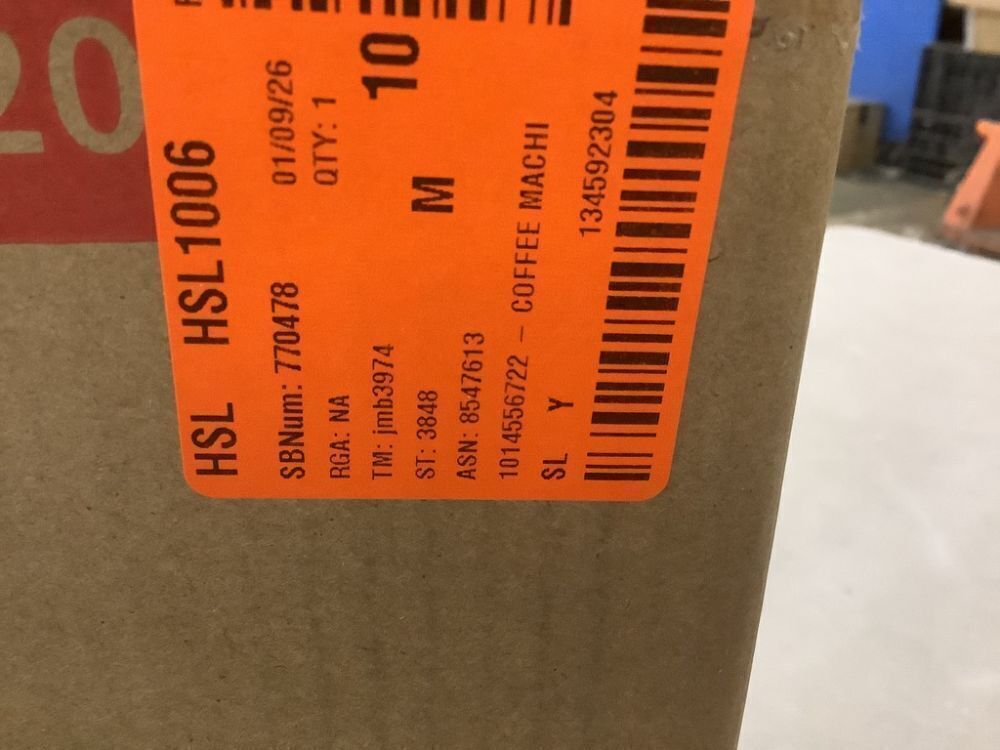 20
HSL HSL1006
SBNum: 770478 01/09/26
RGA: NA QTY: 1
TM: jmb3974 10
ST: 3848 M
ASN: 8547613
1014556722 – COFFEE MACHI
SL Y 134592304